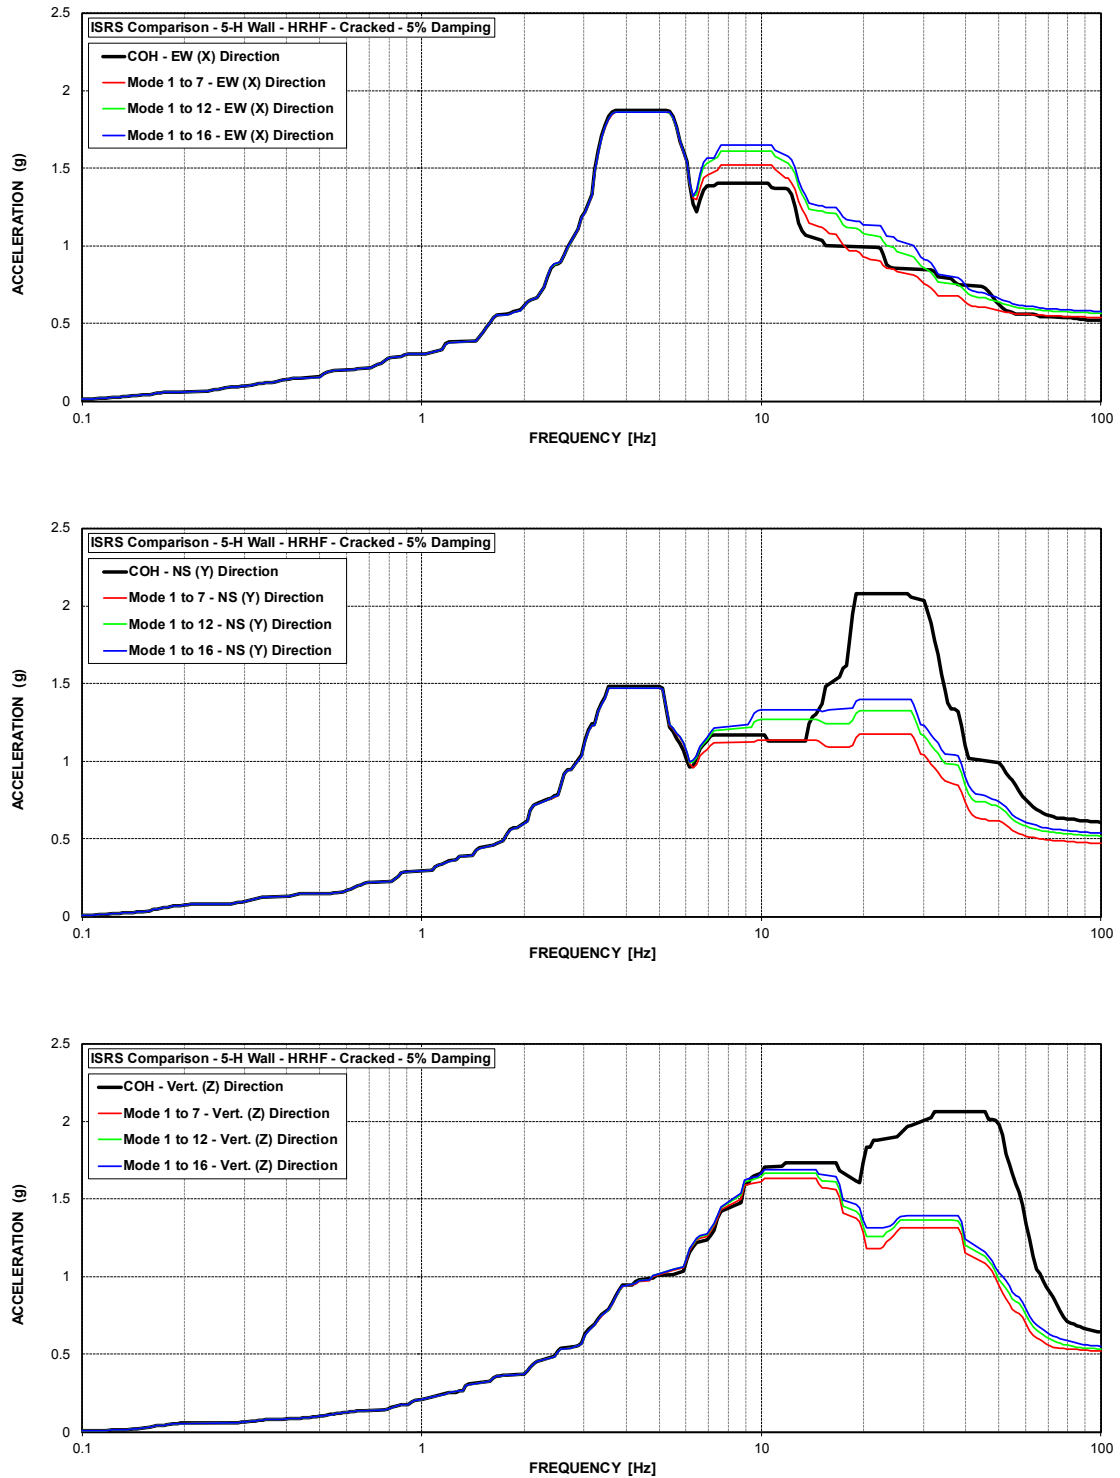 2.5
ISRS Comparison - 5-H Wall - HRHF - Cracked - 5% Damping
COH - EW (X) Direction
Mode 1 to 7 - EW (X) Direction
Mode 1 to 12 - EW (X) Direction
Mode 1 to 16 - EW (X) Direction
2
1.5
1
0.5
0
ACCELERATION (g)
0.1 1 10 100
FREQUENCY [Hz]
2.5
ISRS Comparison - 5-H Wall - HRHF - Cracked - 5% Damping
COH - NS (Y) Direction
Mode 1 to 7 - NS (Y) Direction
Mode 1 to 12 - NS (Y) Direction
Mode 1 to 16 - NS (Y) Direction
2
1.5
1
0.5
0
ACCELERATION (g)
0.1 1 10 100
FREQUENCY [Hz]
2.5
ISRS Comparison - 5-H Wall - HRHF - Cracked - 5% Damping
COH - Vert. (Z) Direction
Mode 1 to 7 - Vert. (Z) Direction
Mode 1 to 12 - Vert. (Z) Direction
Mode 1 to 16 - Vert. (Z) Direction
2
1.5
1
0.5
0
ACCELERATION (g)
0.1 1 10 100
FREQUENCY [Hz]